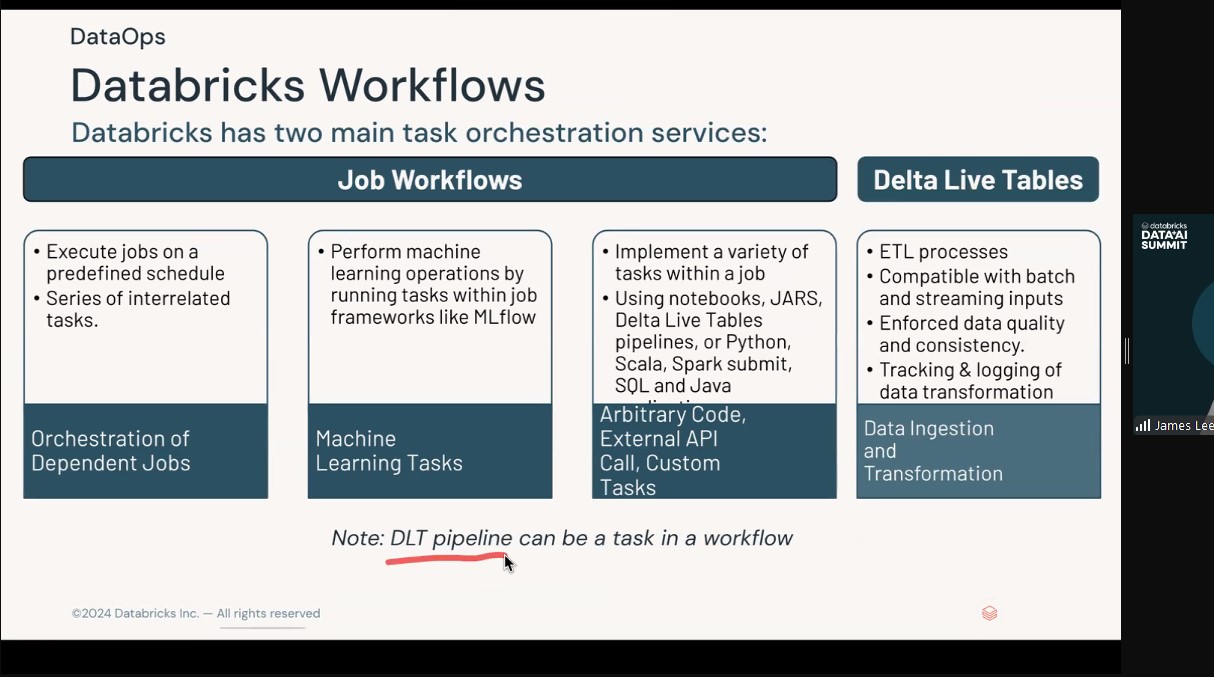 DataOps
Databricks Workflows
Databricks has two main task orchestration services:
Job Workflows
• Execute jobs on a
predefined schedule
• Series of interrelated
tasks.
Orchestration of
Dependent Jobs
• Perform machine
learning operations by
running tasks within job
frameworks like MLflow
Machine
Learning Tasks
• Implement a variety of
tasks within a job
• Using notebooks, JARS,
Delta Live Tables
pipelines, or Python,
Scala, Spark submit,
SQL and Java
Arbitrary Code,
External API
Call, Custom
Tasks
Delta Live Tables
• ETL processes
• Compatible with batch
and streaming inputs
• Enforced data quality
and consistency.
• Tracking & logging of
data transformation
Data Ingestion
and
Transformation
Note: DLT pipeline can be a task in a workflow
©2024 Databricks Inc. — All rights reserved
databricks
DATA+AI
SUMMIT
James Lee